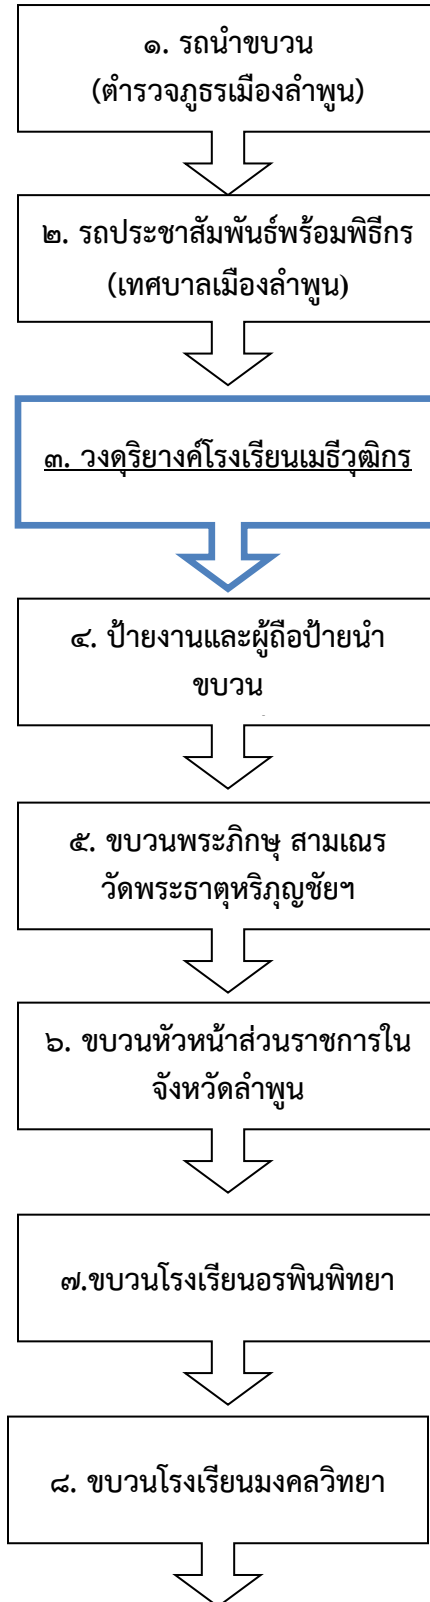 ๑. รถนำขบวน
(ตำรวจภูธรเมืองลำพูน)
๒. รถประชาสัมพันธ์พร้อมพิธีกร
(เทศบาลเมืองลำพูน)
๓. วงดุริยางค์โรงเรียนเมธีวุฒิกร
๔. ป้ายงานและผู้ถือป้ายนำ
ขบวน
๕. ขบวนพระภิกษุ สามเณร
วัดพระธาตุหริภุญชัยฯ
๖. ขบวนหัวหน้าส่วนราชการใน
จังหวัดลำพูน
๗.ขบวนโรงเรียนอรพินพิทยา
๘. ขบวนโรงเรียนมงคลวิทยา